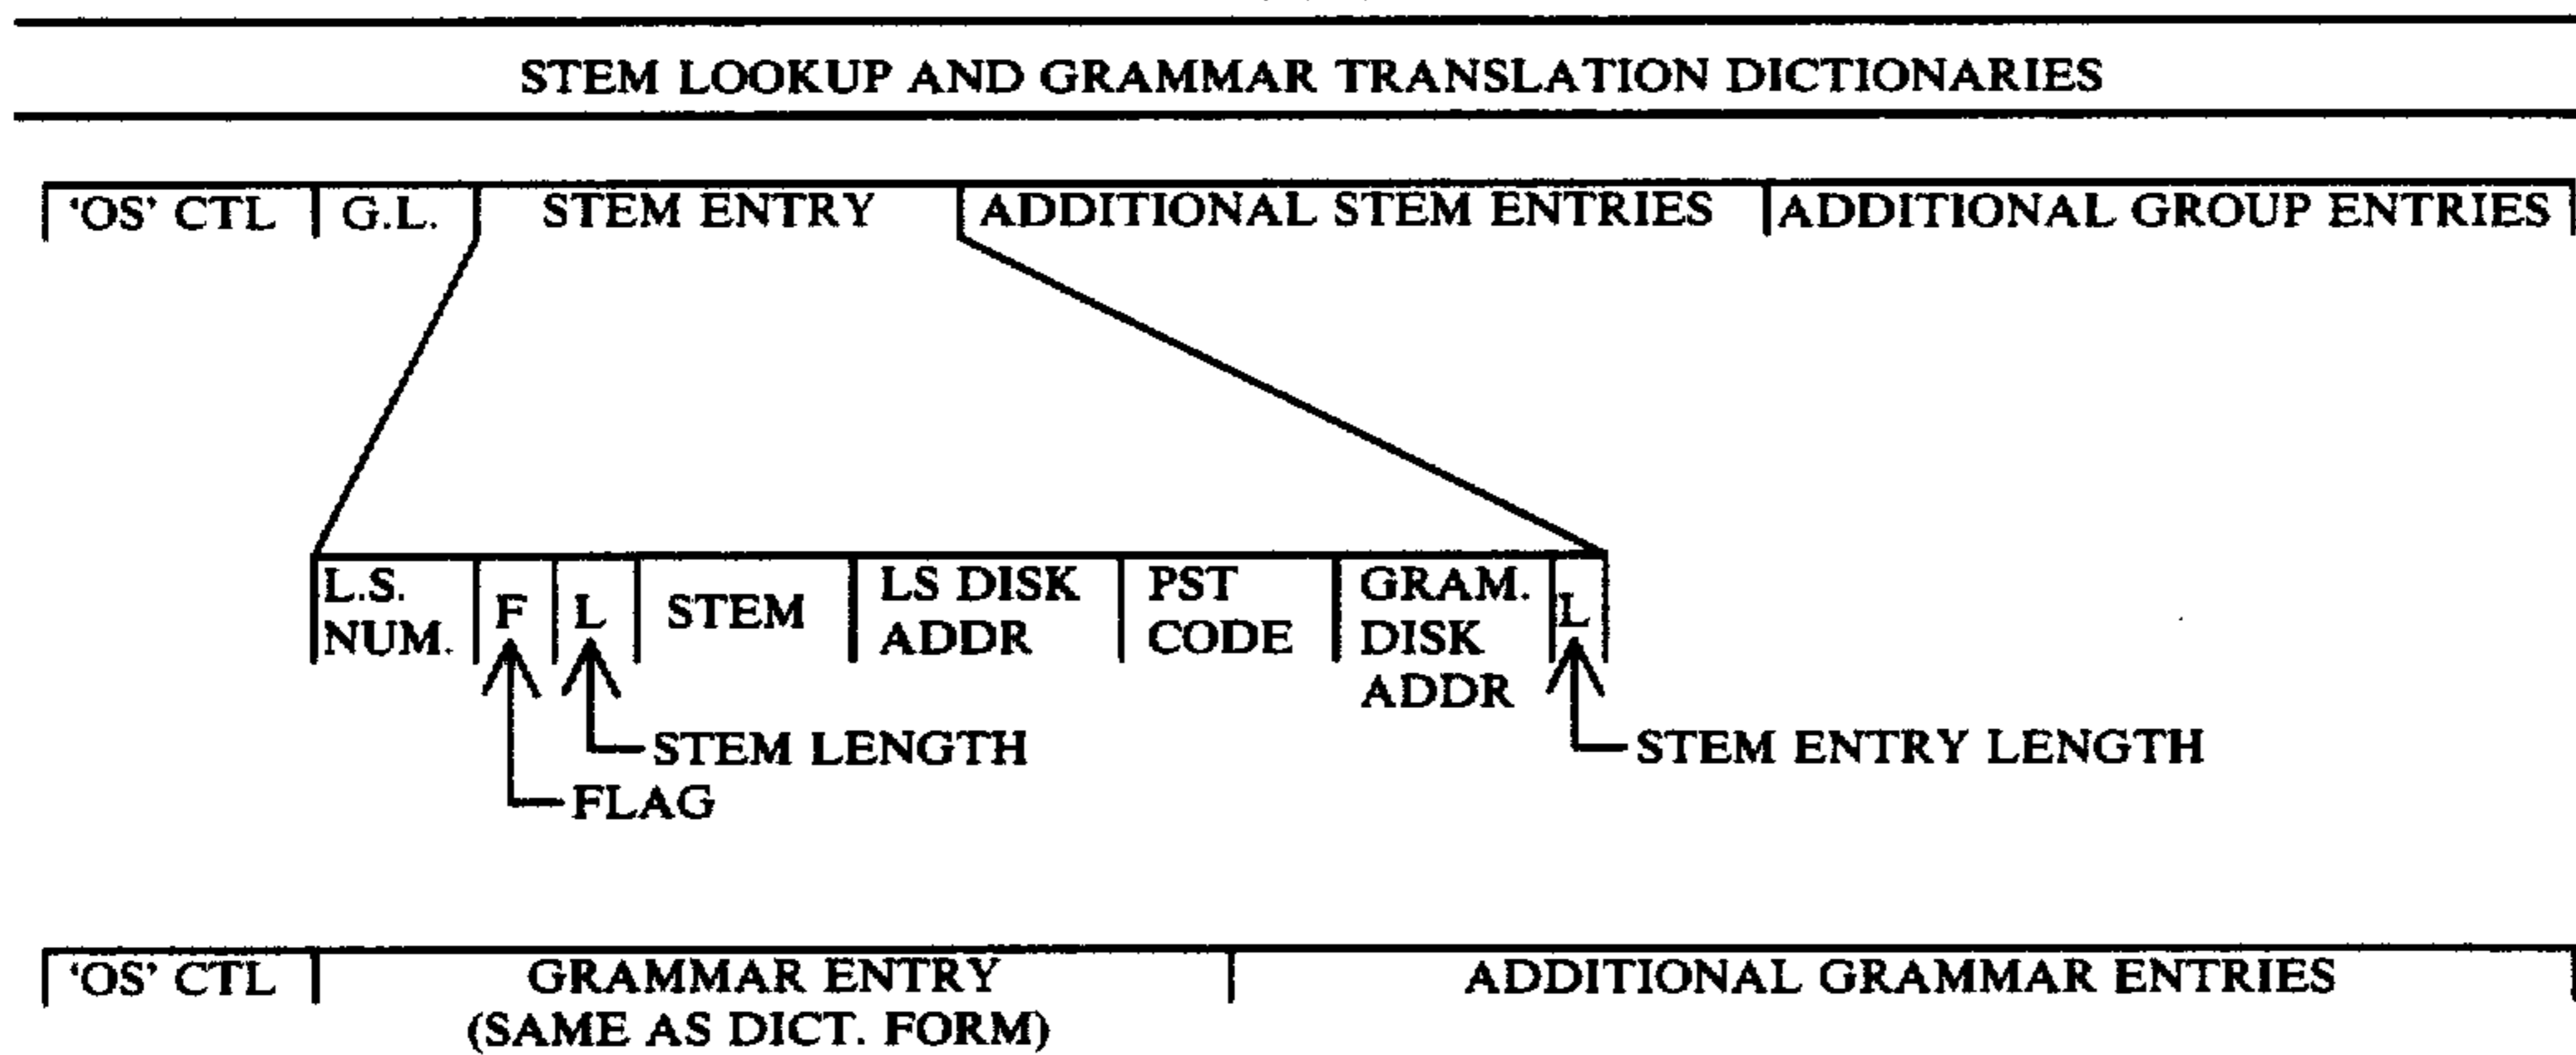 STEM LOOKUP AND GRAMMAR TRANSLATION DICTIONARIES
'OS' CTL G.L. STEM ENTRY ADDITIONAL STEM ENTRIES ADDITIONAL GROUP ENTRIES
L.S. NUM. F L STEM LS DISK ADDR PST CODE GRAM. DISK ADDR L
STEM LENGTH
STEM ENTRY LENGTH
FLAG
'OS' CTL GRAMMAR ENTRY ADDITIONAL GRAMMAR ENTRIES
(SAME AS DICT. FORM)